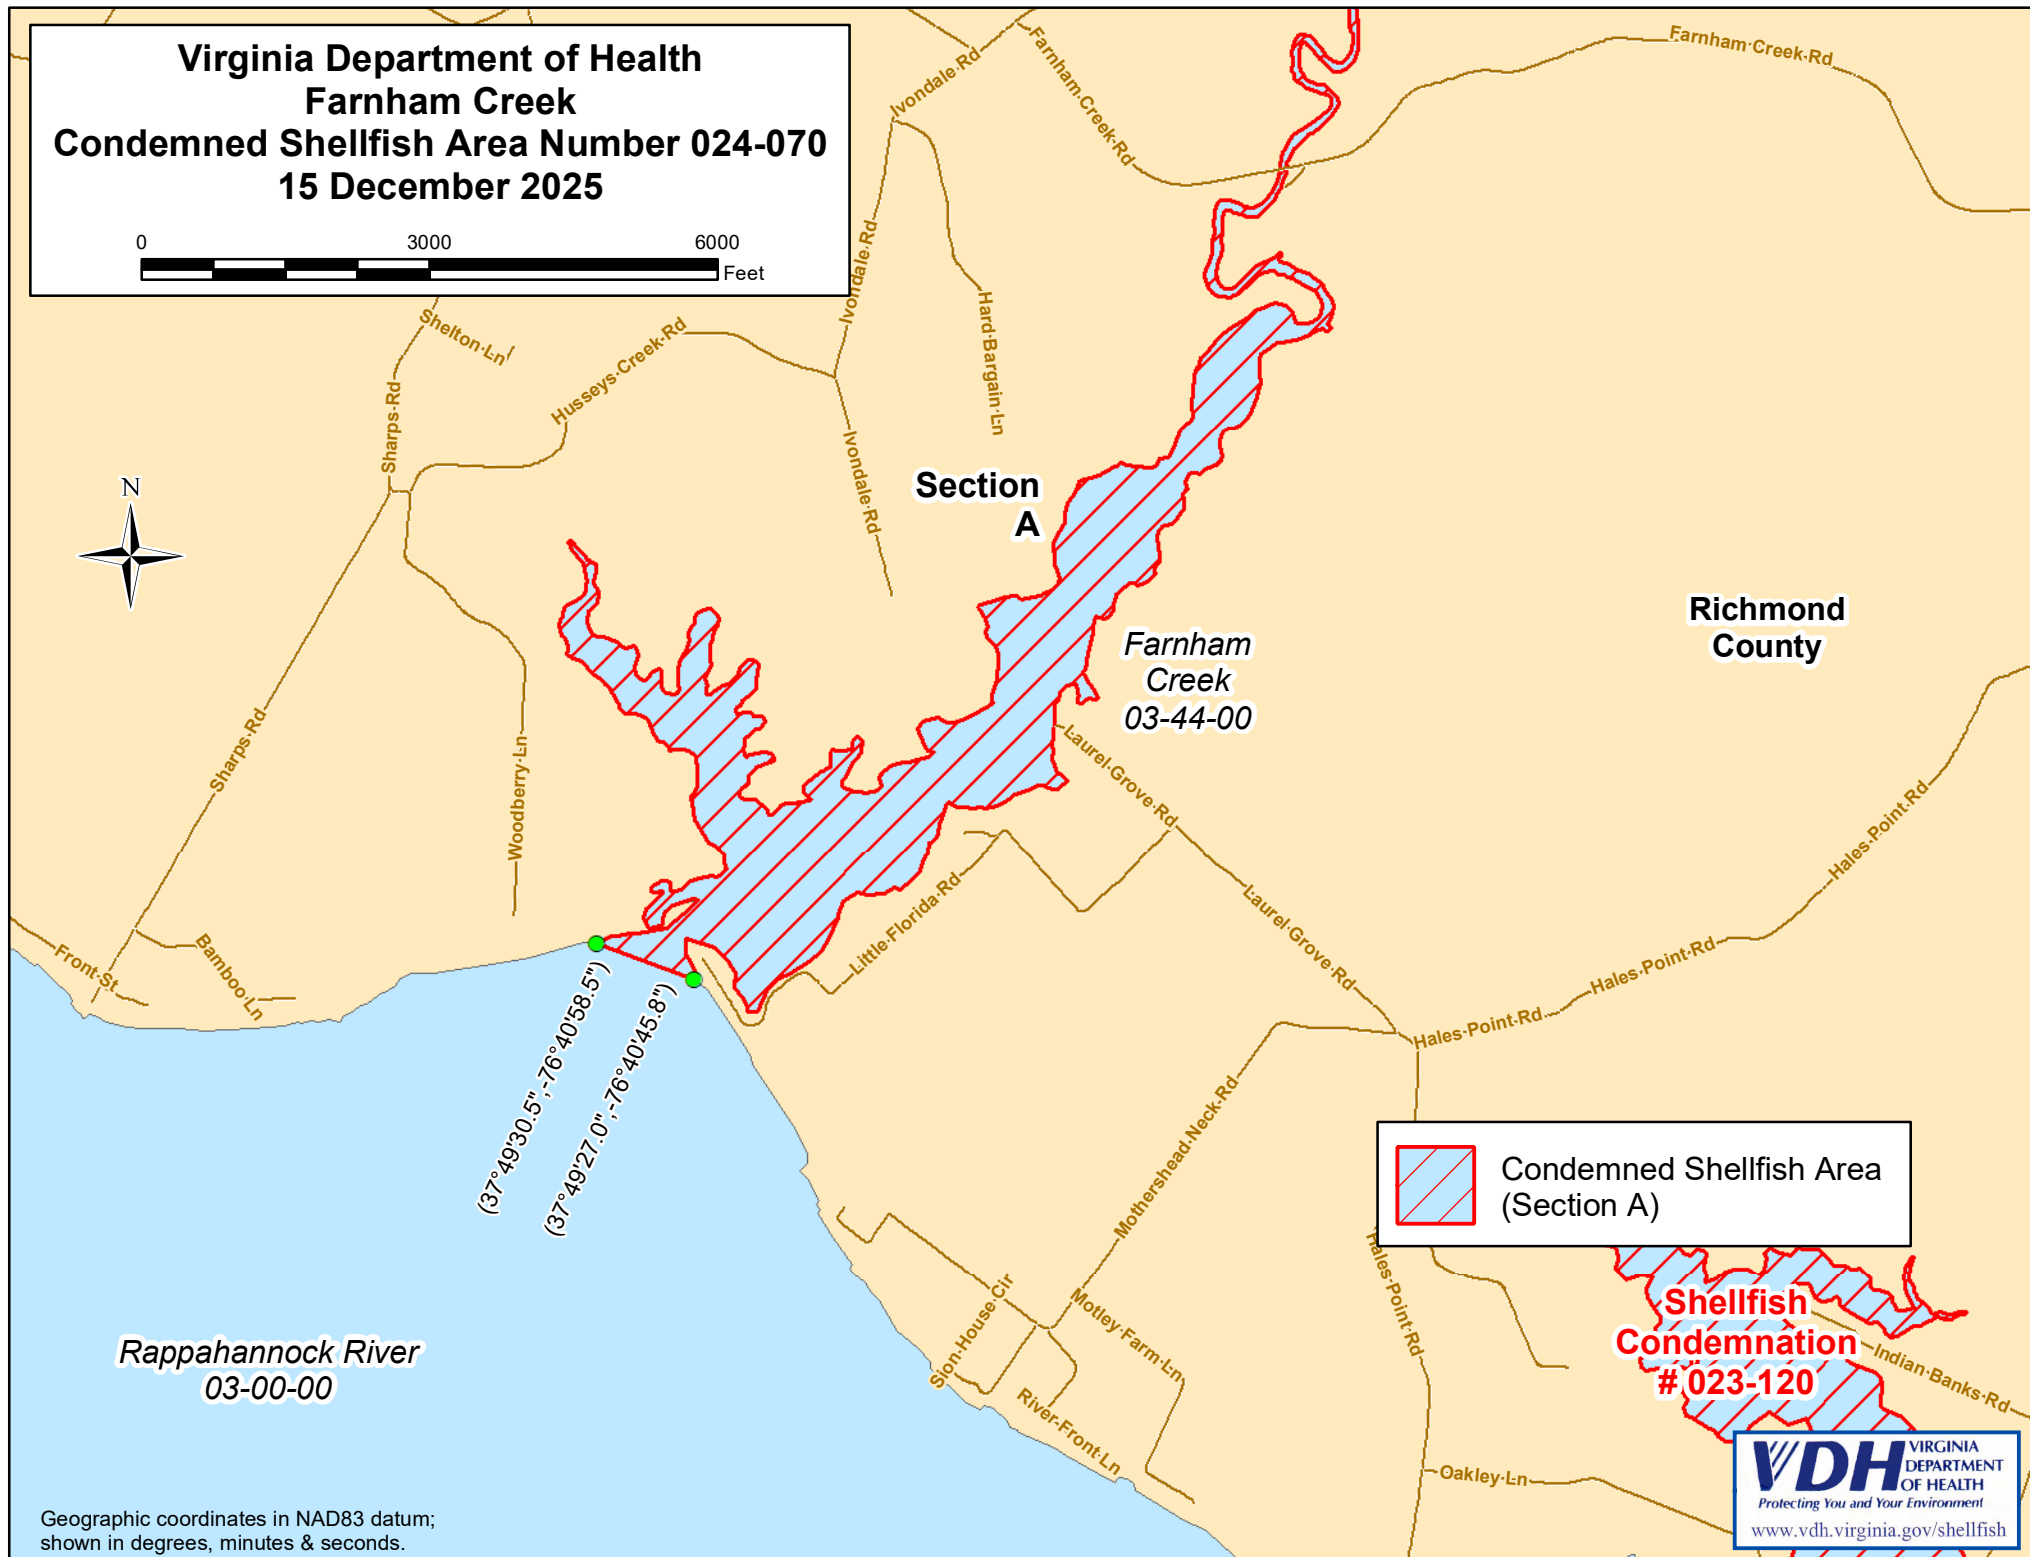 Virginia Department of Health
Farnham Creek
Condemned Shellfish Area Number 024-070
15 December 2025
0 3000 6000
Feet
Farnham Creek Rd
Ivondale Rd
Farnham Creek Rd
Ivondale Rd
Shelton Ln
Husseys Creek Rd
Hard Bargain Ln
Sharps Rd
Ivondale Rd
N
Section
A
Richmond
County
Farnham
Creek
03-44-00
Sharps Rd
Woodberry Ln
Laurel Grove Rd
Hales Point Rd
Little Florida Rd
Laurel Grove Rd
Front St
Bamboo Ln
Hales Point Rd
Hales Point Rd
(37°49'30.5",-76°40'58.5")
(37°49'27.0",-76°40'45.8")
Mothershead Neck Rd
Condemned Shellfish Area
(Section A)
Hales Point Rd
Sion House Cir
Motley Farm Ln
River Front Ln
Shellfish
Condemnation
# 023-120
Indian Banks Rd
Rappahannock River
03-00-00
Oakley Ln
VDH
VIRGINIA
DEPARTMENT
OF HEALTH
Protecting You and Your Environment
www.vdh.virginia.gov/shellfish
Geographic coordinates in NAD83 datum;
shown in degrees, minutes & seconds.